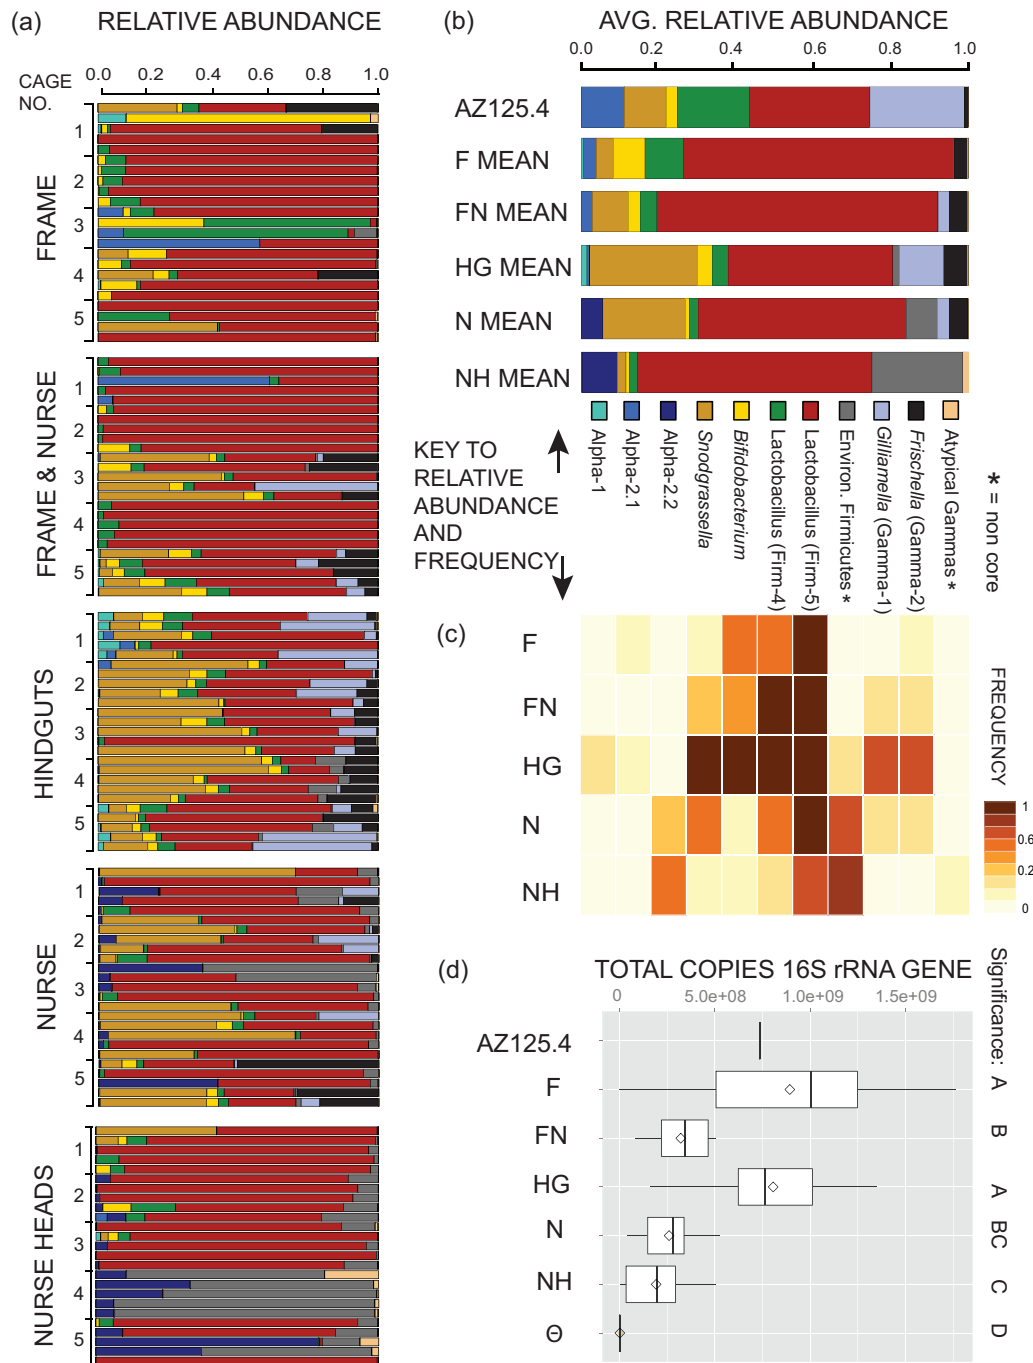 (a) RELATIVE ABUNDANCE
CAGE NO. 0.0 0.2 0.4 0.6 0.8 1.0
FRAME
1
2
3
4
5
FRAME & NURSE
1
2
3
4
5
HINDGUTS
1
2
3
4
5
NURSE
1
2
3
4
5
NURSE HEADS
1
2
3
4
5
(b) AVG. RELATIVE ABUNDANCE
0.0 0.2 0.4 0.6 0.8 1.0
AZ125.4
F MEAN
FN MEAN
HG MEAN
N MEAN
NH MEAN
KEY TO
RELATIVE
ABUNDANCE
AND
FREQUENCY
Alpha-1
Alpha-2.1
Alpha-2.2
Snodgrassella
Bifidobacterium
Lactobacillus (Firm-4)
Lactobacillus (Firm-5)
Environ. Firmicutes *
Gilliamella (Gamma-1)
Frischella (Gamma-2)
Atypical Gammas *
* = non core
(c)
F
FN
HG
N
NH
FREQUENCY
1
0.6
0.2
0
(d) TOTAL COPIES 16S rRNA GENE
0 5.0e+08 1.0e+09 1.5e+09
Significance:
AZ125.4
F A
FN B
HG A
N BC
NH C
Θ D